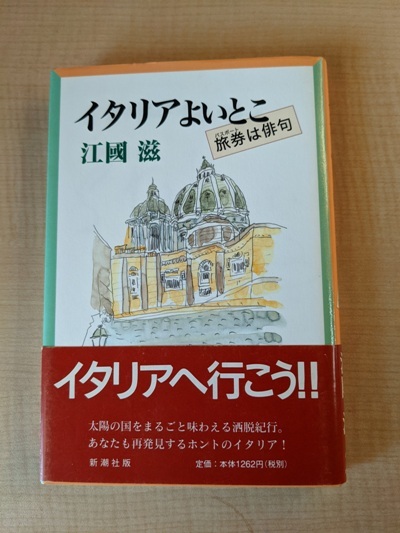 イタリアよいとこ
パスポート
旅券は俳句
江國 滋
イタリアへ行こう!!
太陽の国をまるごと味わえる洒脱紀行。
あなたも再発見するホントのイタリア！
新潮社版
定価：本体1262円(税別)